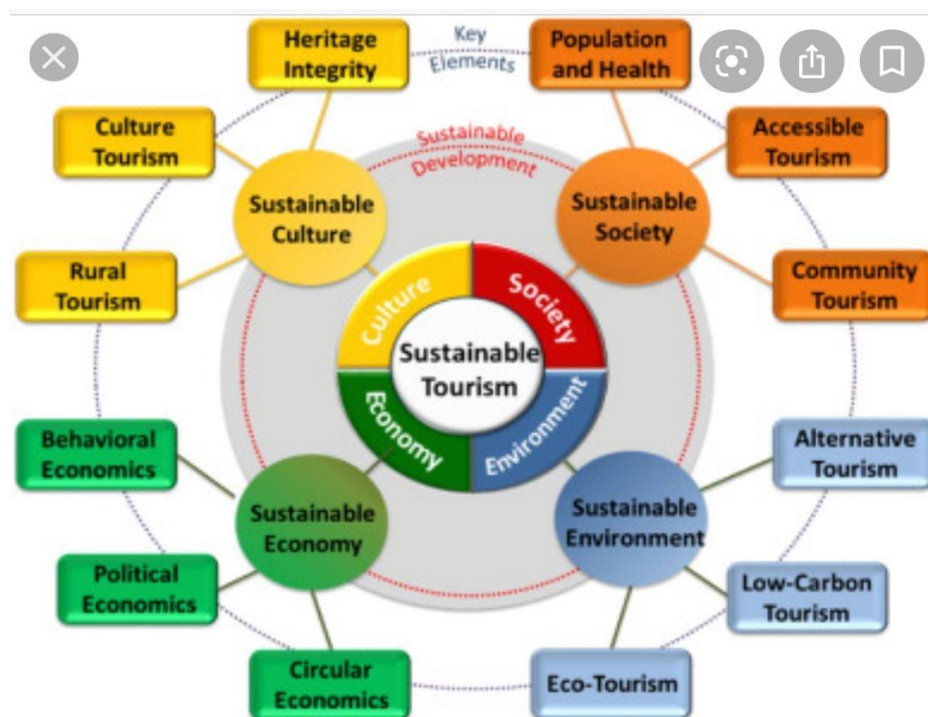 Heritage
Integrity
Key
Elements
Population
and Health
Culture
Tourism
Sustainable
Development
Accessible
Tourism
Sustainable
Culture
Sustainable
Society
Rural
Tourism
Culture
Society
Community
Tourism
Sustainable
Tourism
Economy
Environment
Behavioral
Economics
Alternative
Tourism
Sustainable
Economy
Sustainable
Environment
Political
Economics
Low-Carbon
Tourism
Circular
Economics
Eco-Tourism